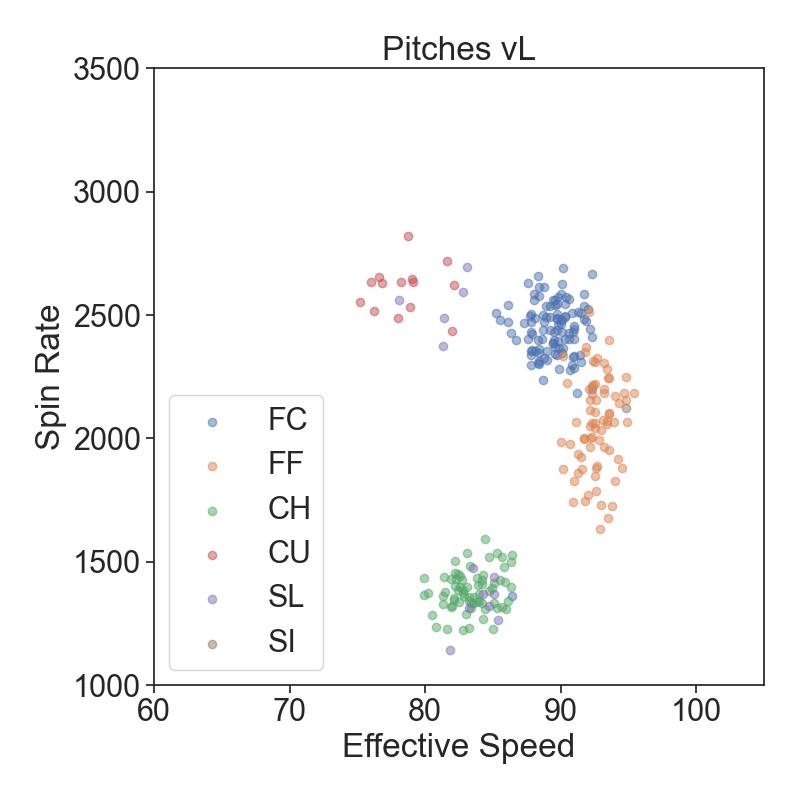 Pitches vL
3500
3000
2500
2000
1500
1000
Spin Rate
FC
FF
CH
CU
SL
SI
60 70 80 90 100
Effective Speed